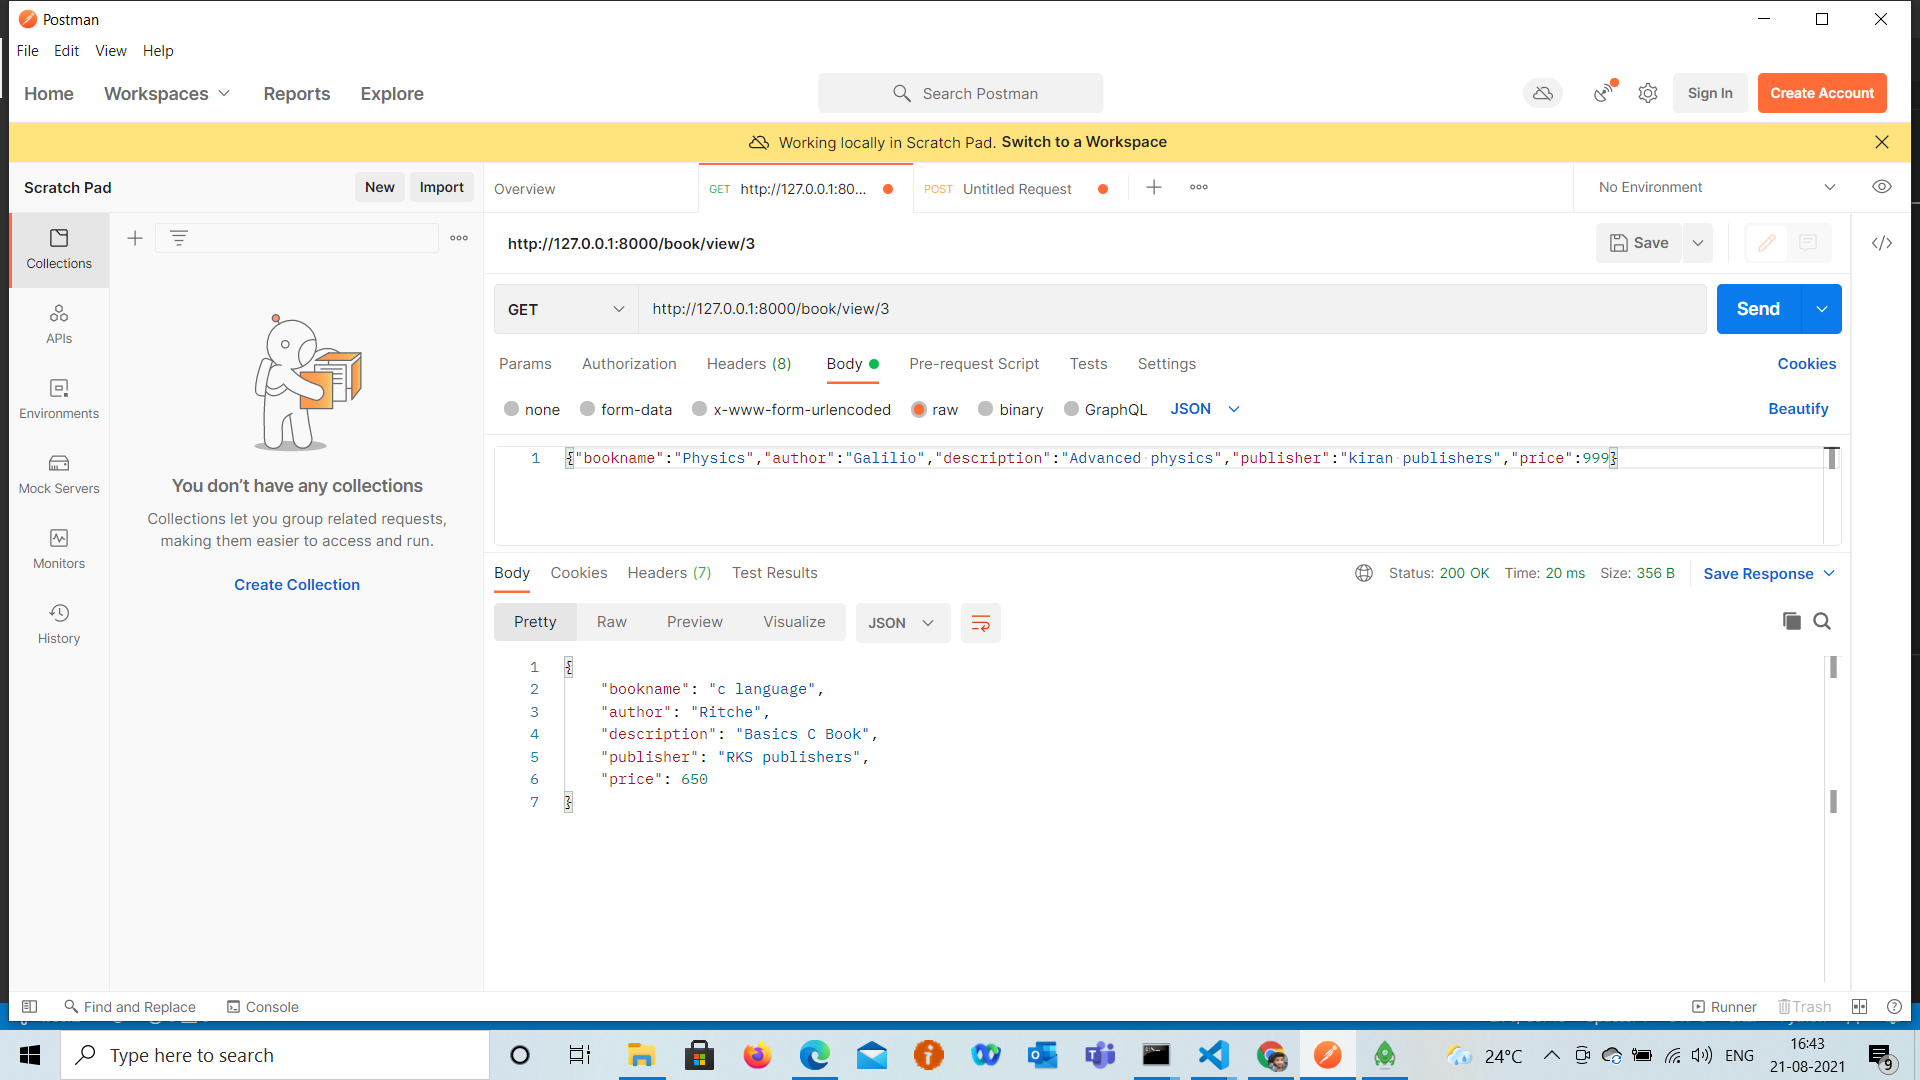 Postman
File Edit View Help
Home Workspaces Reports Explore
Search Postman
Sign In
Create Account
Working locally in Scratch Pad. Switch to a Workspace
Scratch Pad
New
Import
Overview
GET http://127.0.0.1:80...
POST Untitled Request
No Environment
Collections
APIs
Environments
Mock Servers
Monitors
History
You don't have any collections
Collections let you group related requests,
making them easier to access and run.
Create Collection
http://127.0.0.1:8000/book/view/3
Save
GET
http://127.0.0.1:8000/book/view/3
Send
Params Authorization Headers (8) Body Pre-request Script Tests Settings
Cookies
none form-data x-www-form-urlencoded raw binary GraphQL JSON
Beautify
1 {"bookname":"Physics","author":"Galilio","description":"Advanced physics","publisher":"kiran publishers","price":999}
Body Cookies Headers (7) Test Results
Status: 200 OK Time: 20 ms Size: 356 B
Save Response
Pretty Raw Preview Visualize
JSON
1 {
2 "bookname": "c language",
3 "author": "Ritche",
4 "description": "Basics C Book",
5 "publisher": "RKS publishers",
6 "price": 650
7 }
Find and Replace Console
Runner Trash
Type here to search
24°C
ENG
16:43
21-08-2021
9